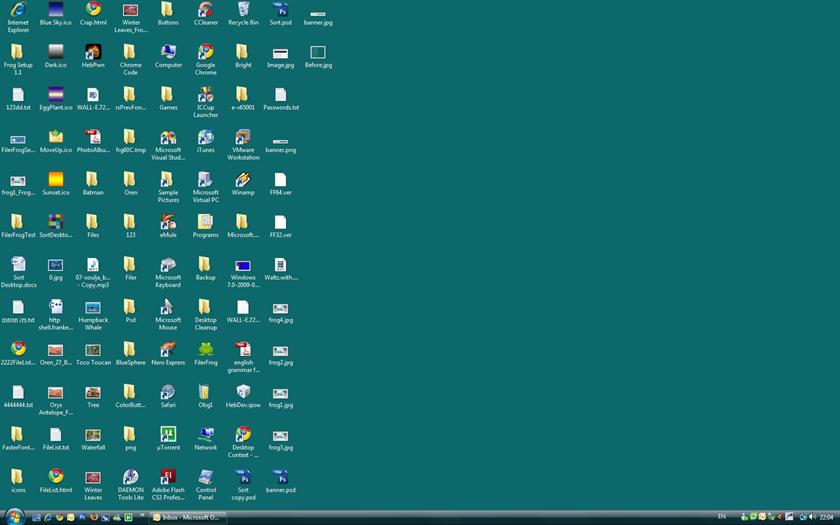 Internet Explorer
Blue Sky.ico
Crap.html
Winter Leaves_Fro...
Buttons
CCleaner
Recycle Bin
Sort.psd
banner.jpg
Frog Setup 1.1
Dark.ico
HebPwn
Chrome Code
Computer
Google Chrome
Bright
Image.jpg
Before.jpg
123dd.txt
EggPlant.ico
WALL-E.72...
rsPrevFon...
Games
ICCup Launcher
e-v65001
Passwords.txt
FilerFrogSe...
MoveUp.ico
PhotoAlbu...
frg60C.tmp
Microsoft Visual Stud...
iTunes
VMware Workstation
banner.png
frog1_Frog...
Sunset.ico
Batman
Oren
Sample Pictures
Microsoft Virtual PC
Winamp
FF64.ver
FilerFrogTest
SortDeskto...
Files
123
eMule
Programs
Microsoft....
FF32.ver
Sort Desktop.docx
0.jpg
07-soulja_b... - Copy.mp3
Filer
Microsoft Keyboard
Backup
Windows 7.0-2009-0...
Waltz.with....
http shell.franke...
Humpback Whale
Psd
Microsoft Mouse
Desktop Cleanup
WALL-E.72...
frog4.jpg
2222FileList...
Oren_27_B...
Toco Toucan
BlueSphere
Nero Express
FilerFrog
english grammar f...
frog2.jpg
4444444.txt
Oryx Antelope_F...
Tree
ColorButt...
Safari
Obg1
HebDev.ipsw
frog1.jpg
FasterFont...
FileList.txt
Waterfall
png
µTorrent
Network
Desktop Context - ...
frog3.jpg
icons
FileList.html
Winter Leaves
DAEMON Tools Lite
Adobe Flash CS3 Profes...
Control Panel
Sort copy.psd
banner.psd
Inbox - Microsoft O...
EN
22:04